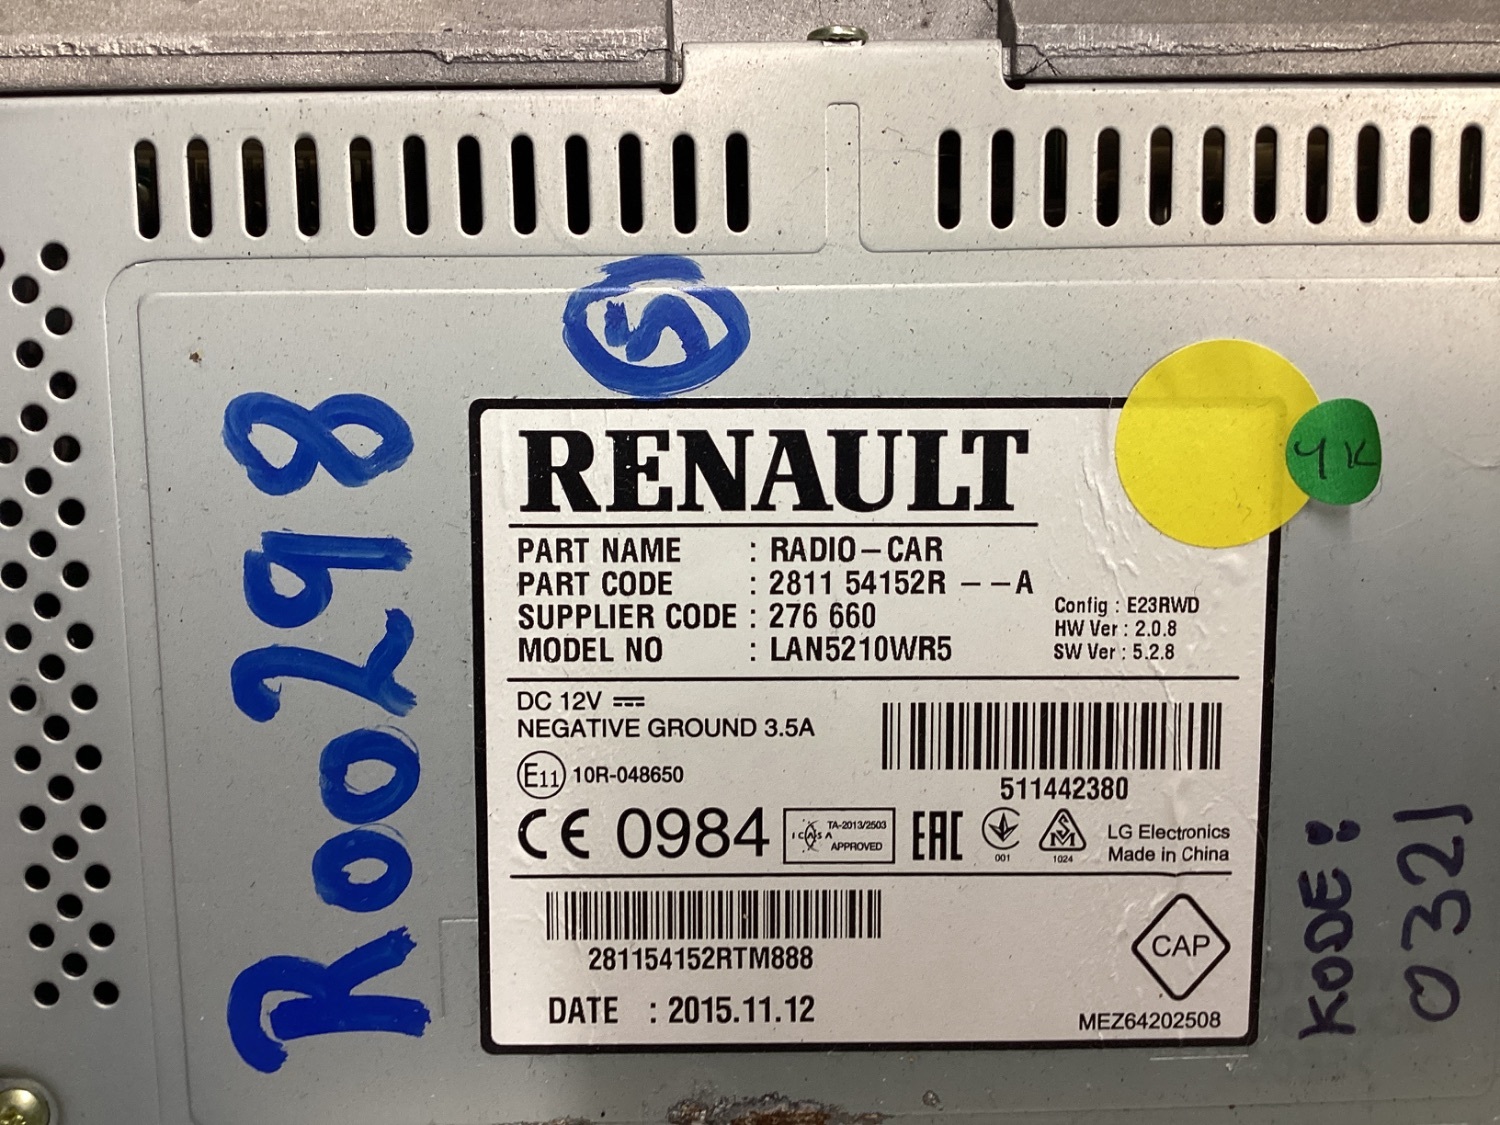 RENAULT
PART NAME : RADIO-CAR
PART CODE : 2811 54152R --A
SUPPLIER CODE : 276 660
MODEL NO : LAN5210WR5
Config : E23RWD
HW Ver : 2.0.8
SW Ver : 5.2.8
DC 12V
NEGATIVE GROUND 3.5A
E11 10R-048650
511442380
CE 0984
ICASA TA-2013/2503
APPROVED
EAC
001
1024
LG Electronics
Made in China
281154152RTM888
DATE : 2015.11.12
CAP
MEZ64202508
R00298
5
YK
KODE:
0321